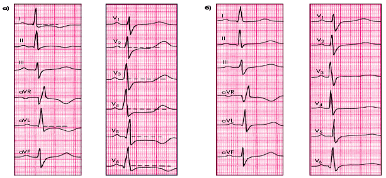 а)
I
II
III
aVR
aVL
aVF
V₁
V₂
V₃
V₄
V₅
V₆
б)
I
II
III
aVR
aVL
aVF
V₁
V₂
V₃
V₄
V₅
V₆